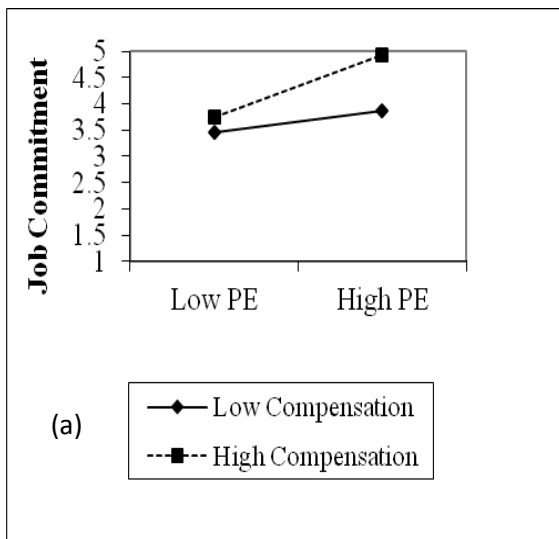 Job Commitment
5
4.5
4
3.5
3
2.5
2
1.5
1
Low PE High PE
(a)
Low Compensation
High Compensation